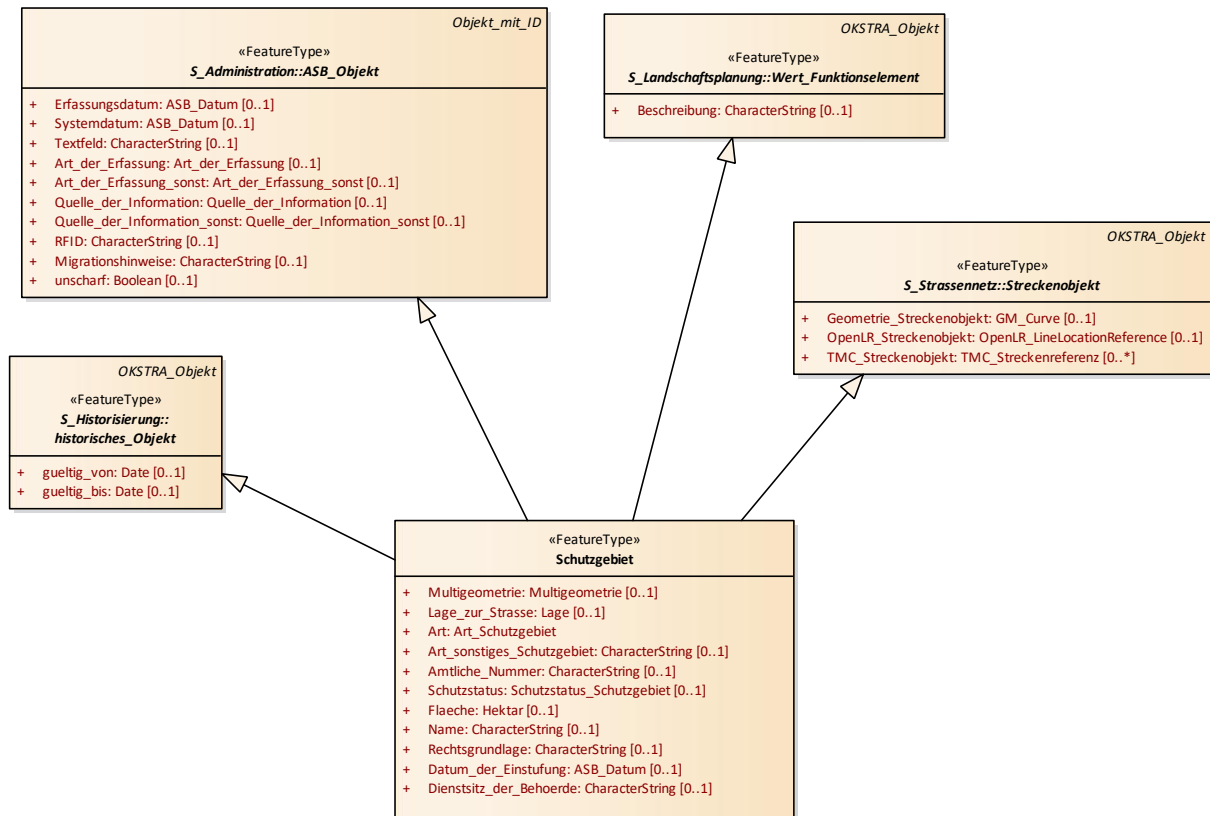 Objekt_mit_ID
«FeatureType»
S_Administration::ASB_Objekt
+ Erfassungsdatum: ASB_Datum [0..1]
+ Systemdatum: ASB_Datum [0..1]
+ Textfeld: CharacterString [0..1]
+ Art_der_Erfassung: Art_der_Erfassung [0..1]
+ Art_der_Erfassung_sonst: Art_der_Erfassung_sonst [0..1]
+ Quelle_der_Information: Quelle_der_Information [0..1]
+ Quelle_der_Information_sonst: Quelle_der_Information_sonst [0..1]
+ RFID: CharacterString [0..1]
+ Migrationshinweise: CharacterString [0..1]
+ unscharf: Boolean [0..1]
OKSTRA_Objekt
«FeatureType»
S_Landschaftsplanung::Wert_Funktionselement
+ Beschreibung: CharacterString [0..1]
OKSTRA_Objekt
«FeatureType»
S_Strassennetz::Streckenobjekt
+ Geometrie_Streckenobjekt: GM_Curve [0..1]
+ OpenLR_Streckenobjekt: OpenLR_LineLocationReference [0..1]
+ TMC_Streckenobjekt: TMC_Streckenreferenz [0..*]
OKSTRA_Objekt
«FeatureType»
S_Historisierung::
historisches_Objekt
+ gueltig_von: Date [0..1]
+ gueltig_bis: Date [0..1]
«FeatureType»
Schutzgebiet
+ Multigeometrie: Multigeometrie [0..1]
+ Lage_zur_Strasse: Lage [0..1]
+ Art: Art_Schutzgebiet
+ Art_sonstiges_Schutzgebiet: CharacterString [0..1]
+ Amtliche_Nummer: CharacterString [0..1]
+ Schutzstatus: Schutzstatus_Schutzgebiet [0..1]
+ Flaeche: Hektar [0..1]
+ Name: CharacterString [0..1]
+ Rechtsgrundlage: CharacterString [0..1]
+ Datum_der_Einstufung: ASB_Datum [0..1]
+ Dienstsitz_der_Behoerde: CharacterString [0..1]